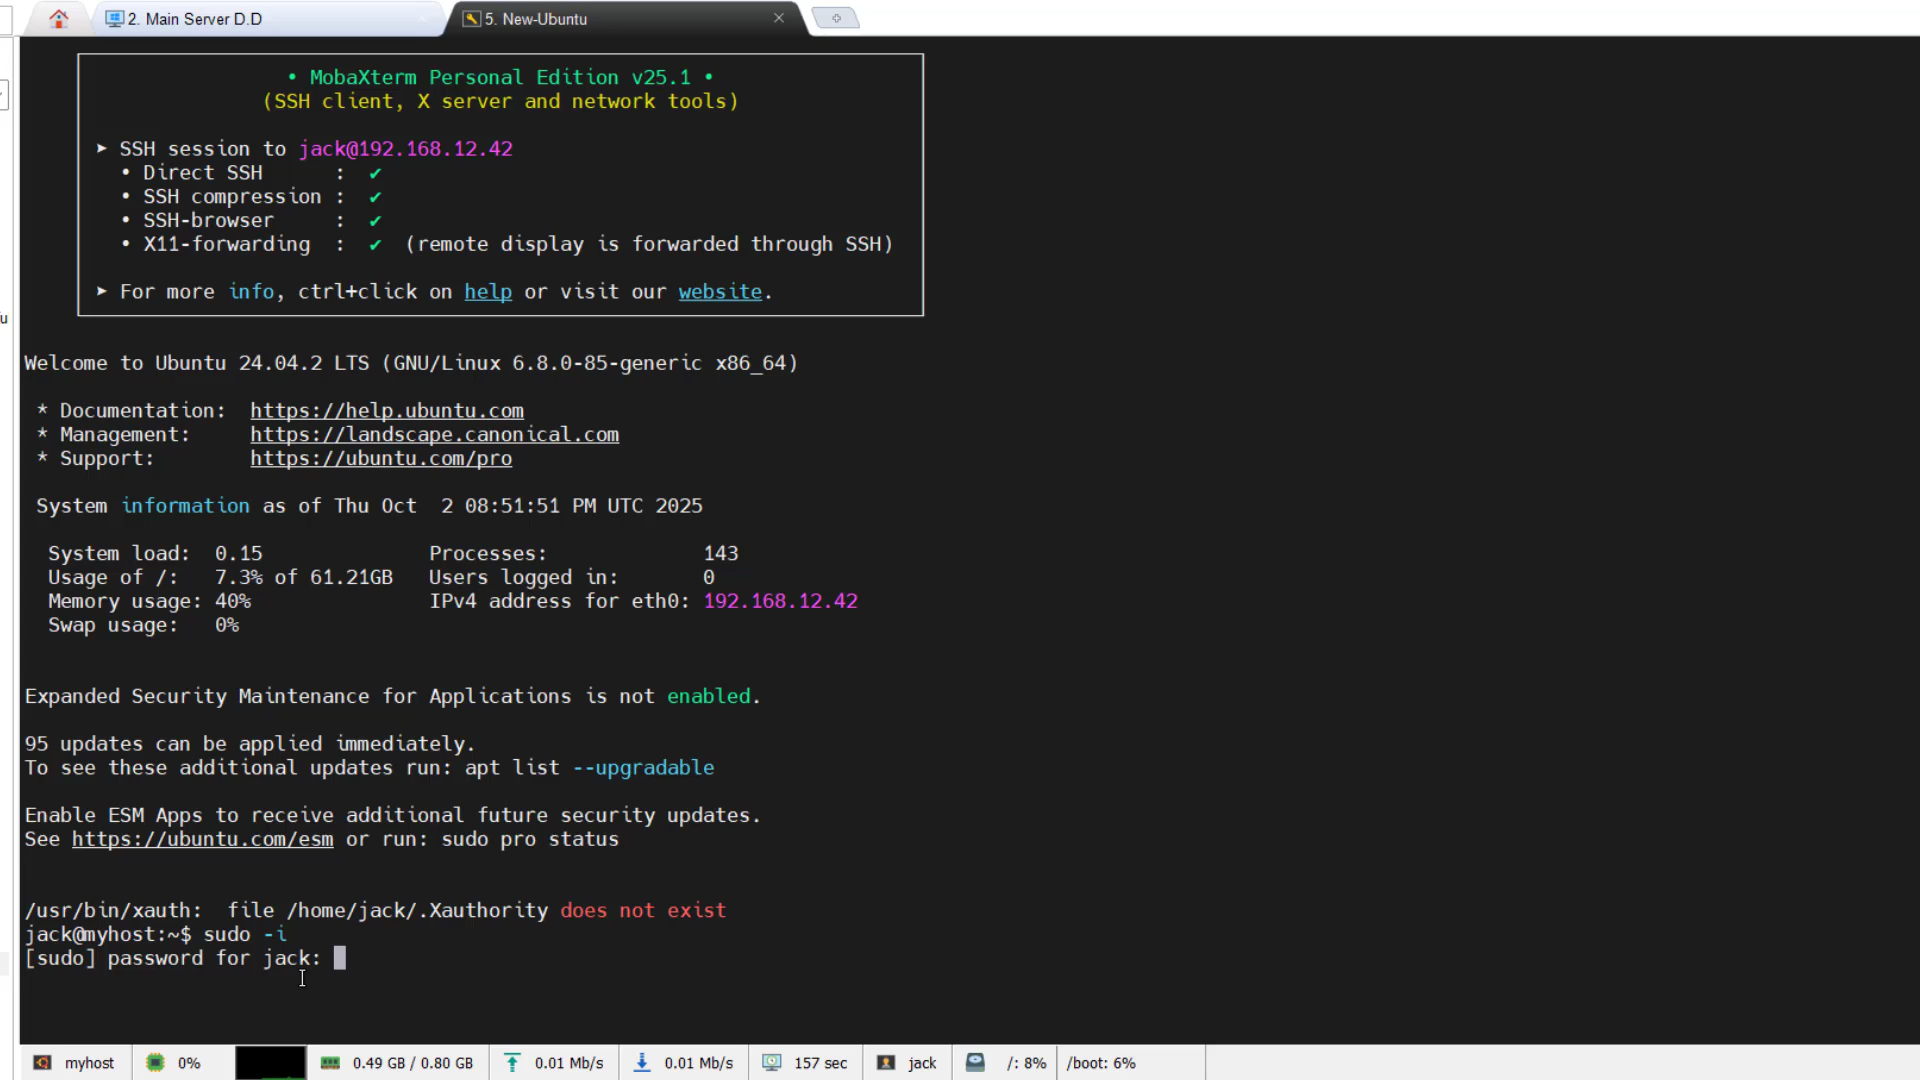 2. Main Server D.D
5. New-Ubuntu
• MobaXterm Personal Edition v25.1 •
(SSH client, X server and network tools)
➤ SSH session to jack@192.168.12.42
• Direct SSH : ✔
• SSH compression : ✔
• SSH-browser : ✔
• X11-forwarding : ✔ (remote display is forwarded through SSH)
➤ For more info, ctrl+click on help or visit our website.
Welcome to Ubuntu 24.04.2 LTS (GNU/Linux 6.8.0-85-generic x86_64)
* Documentation: https://help.ubuntu.com
* Management: https://landscape.canonical.com
* Support: https://ubuntu.com/pro
System information as of Thu Oct 2 08:51:51 PM UTC 2025
System load: 0.15 Processes: 143
Usage of /: 7.3% of 61.21GB Users logged in: 0
Memory usage: 40% IPv4 address for eth0: 192.168.12.42
Swap usage: 0%
Expanded Security Maintenance for Applications is not enabled.
95 updates can be applied immediately.
To see these additional updates run: apt list --upgradable
Enable ESM Apps to receive additional future security updates.
See https://ubuntu.com/esm or run: sudo pro status
/usr/bin/xauth: file /home/jack/.Xauthority does not exist
jack@myhost:~$ sudo -i
[sudo] password for jack:
myhost 0% 0.49 GB / 0.80 GB 0.01 Mb/s 0.01 Mb/s 157 sec jack /: 8% /boot: 6%